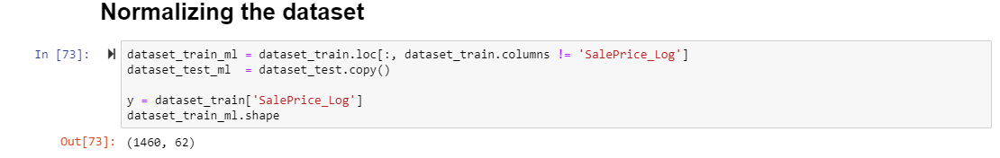 Normalizing the dataset
In [73]: dataset_train_ml = dataset_train.loc[:, dataset_train.columns != 'SalePrice_Log']
dataset_test_ml  = dataset_test.copy()
y = dataset_train['SalePrice_Log']
dataset_train_ml.shape
Out[73]: (1460, 62)